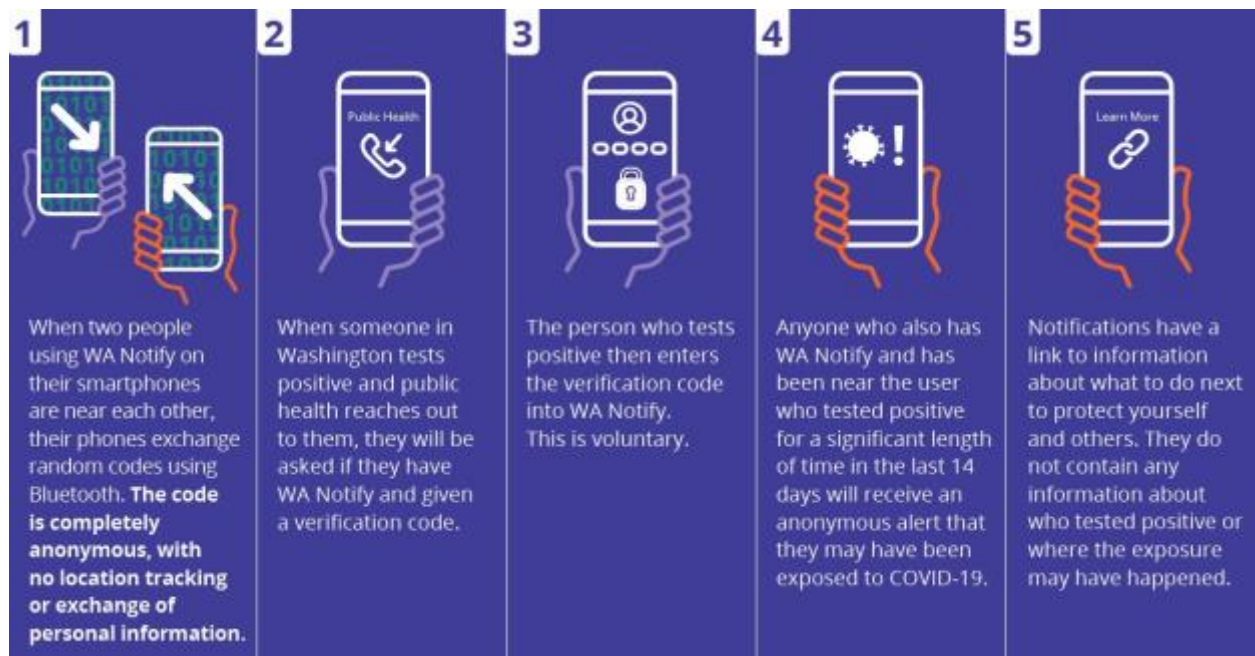 1
When two people
using WA Notify on
their smartphones
are near each other,
their phones exchange
random codes using
Bluetooth. The code
is completely
anonymous, with
no location tracking
or exchange of
personal information.
2
Public Health
When someone in
Washington tests
positive and public
health reaches out
to them, they will be
asked if they have
WA Notify and given
a verification code.
3
The person who tests
positive then enters
the verification code
into WA Notify.
This is voluntary.
4
!
Anyone who also has
WA Notify and has
been near the user
who tested positive
for a significant length
of time in the last 14
days will receive an
anonymous alert that
they may have been
exposed to COVID-19.
5
Learn More
Notifications have a
link to information
about what to do next
to protect yourself
and others. They do
not contain any
information about
who tested positive or
where the exposure
may have happened.